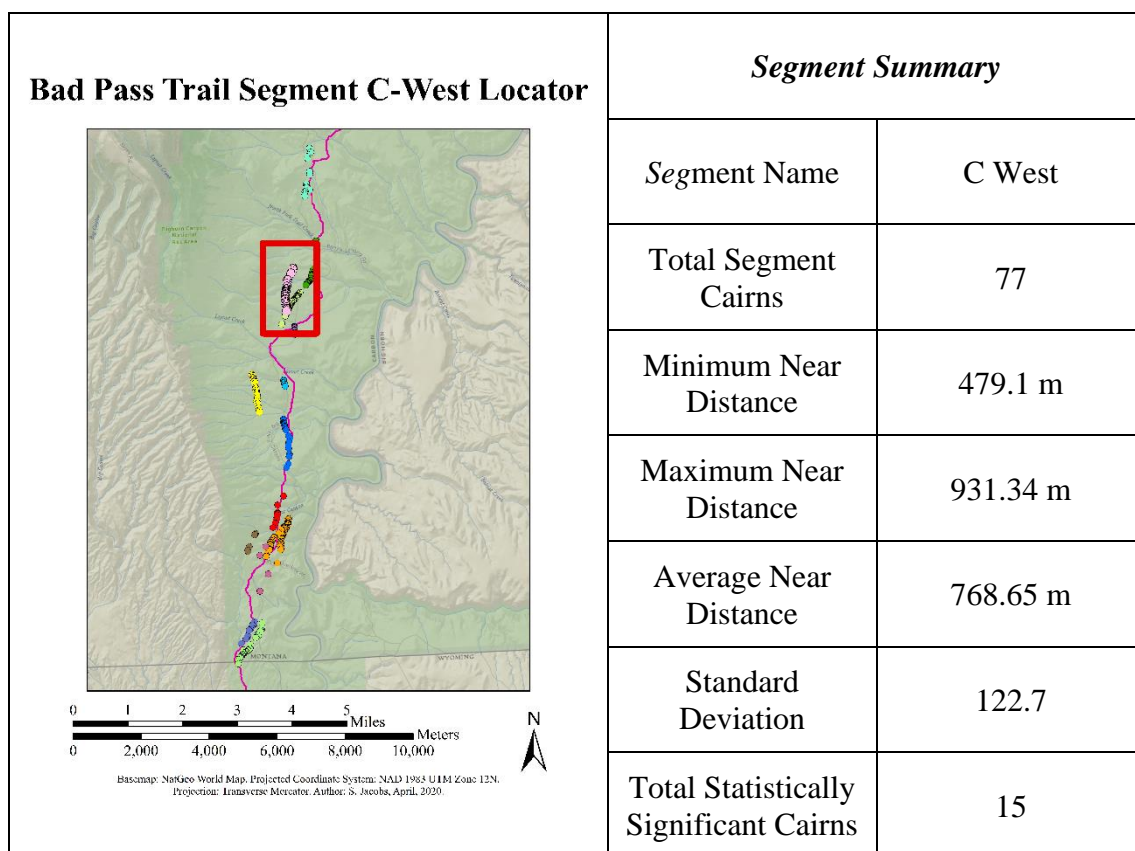 Bad Pass Trail Segment C-West Locator
MONTANA
WYOMING
0 1 2 3 4 5
Miles
Meters
0 2,000 4,000 6,000 8,000 10,000
N
Basemap: NatGeo World Map. Projected Coordinate System: NAD 1983 UTM Zone 12N.
Projection: Transverse Mercator. Author: S. Jacobs, April, 2020.
Segment Summary
Segment Name
C West
Total Segment
Cairns
77
Minimum Near
Distance
479.1 m
Maximum Near
Distance
931.34 m
Average Near
Distance
768.65 m
Standard
Deviation
122.7
Total Statistically
Significant Cairns
15